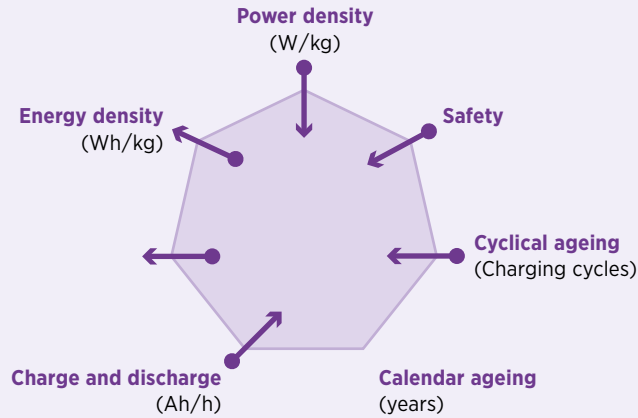 Power density
(W/kg)
Energy density
(Wh/kg)
Safety
Cyclical ageing
(Charging cycles)
Charge and discharge
(Ah/h)
Calendar ageing
(years)